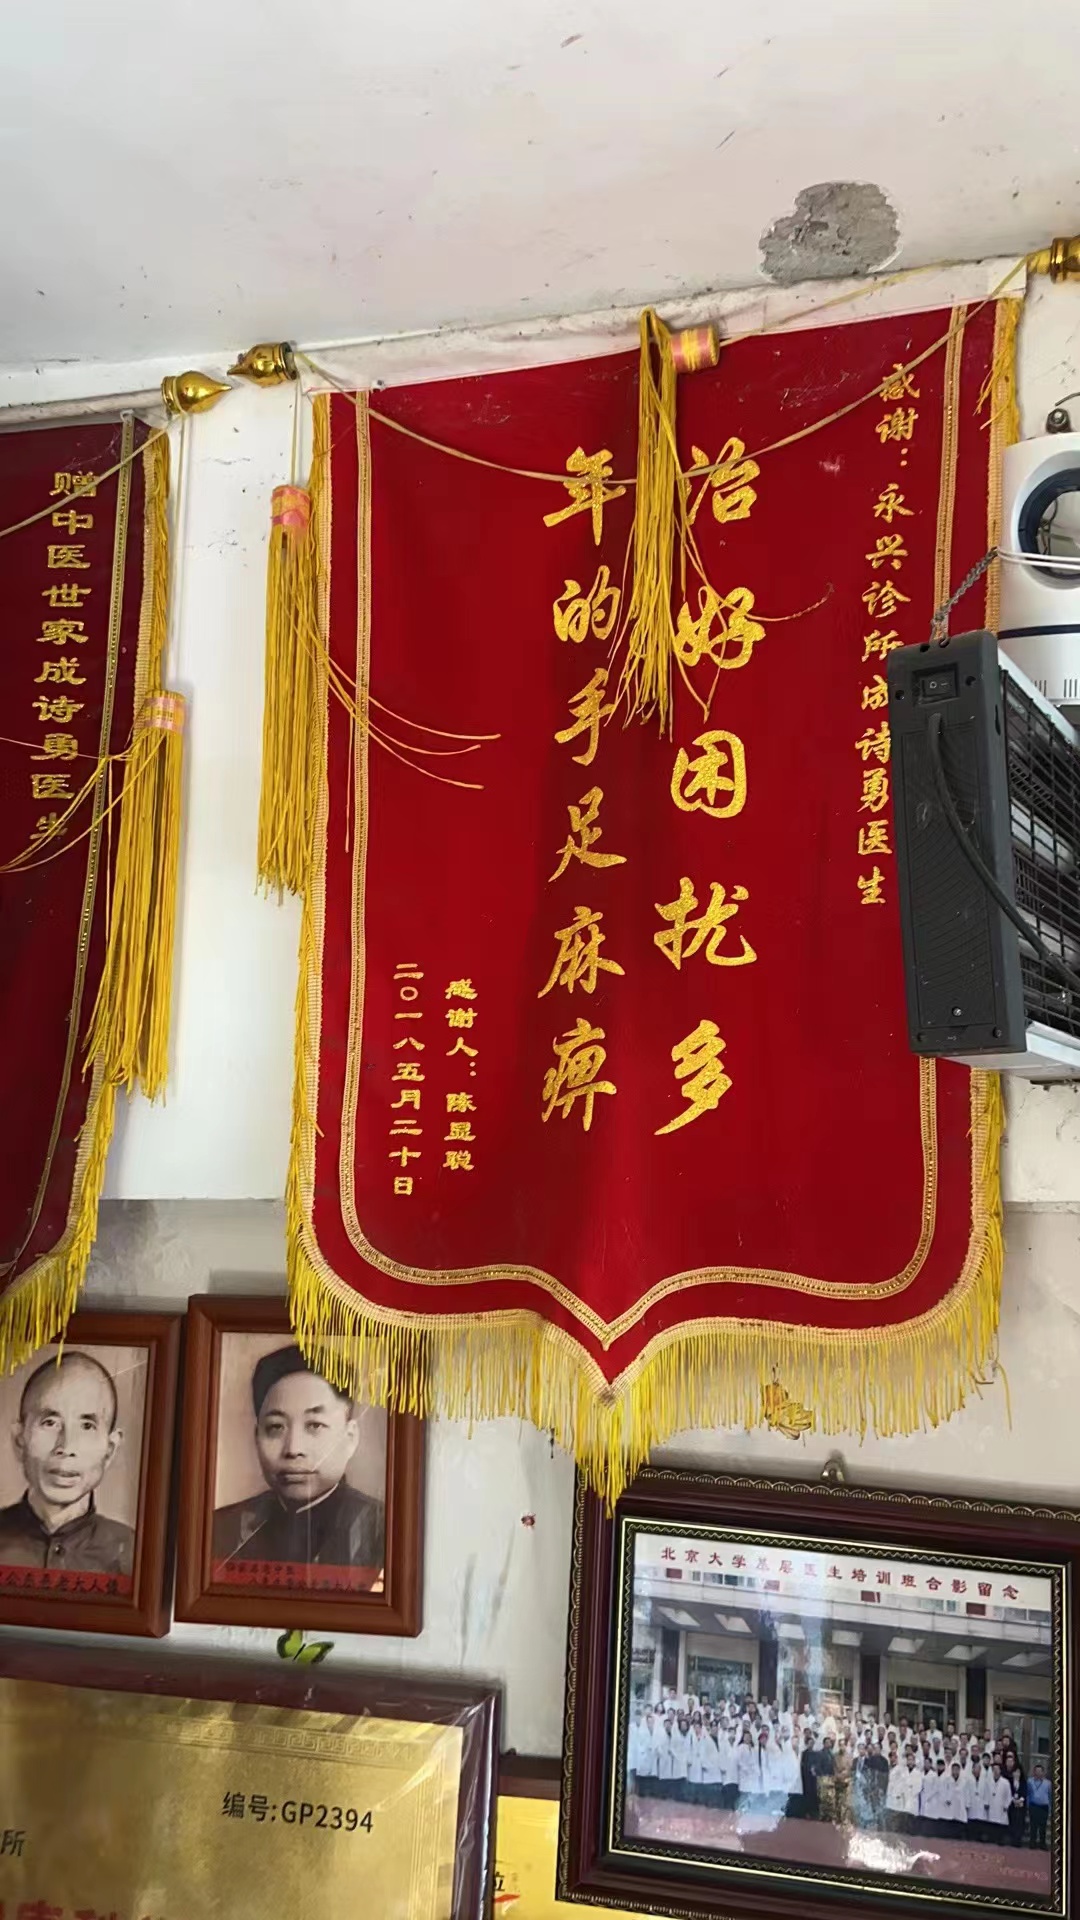 感谢：永兴诊所成诗勇医生
治好困扰多
年的手足麻痹
感谢人：陈显聪
二〇一八五月二十日
赠中医世家成诗勇医生
北京大学基层医生培训班合影留念
编号:GP2394
所
位